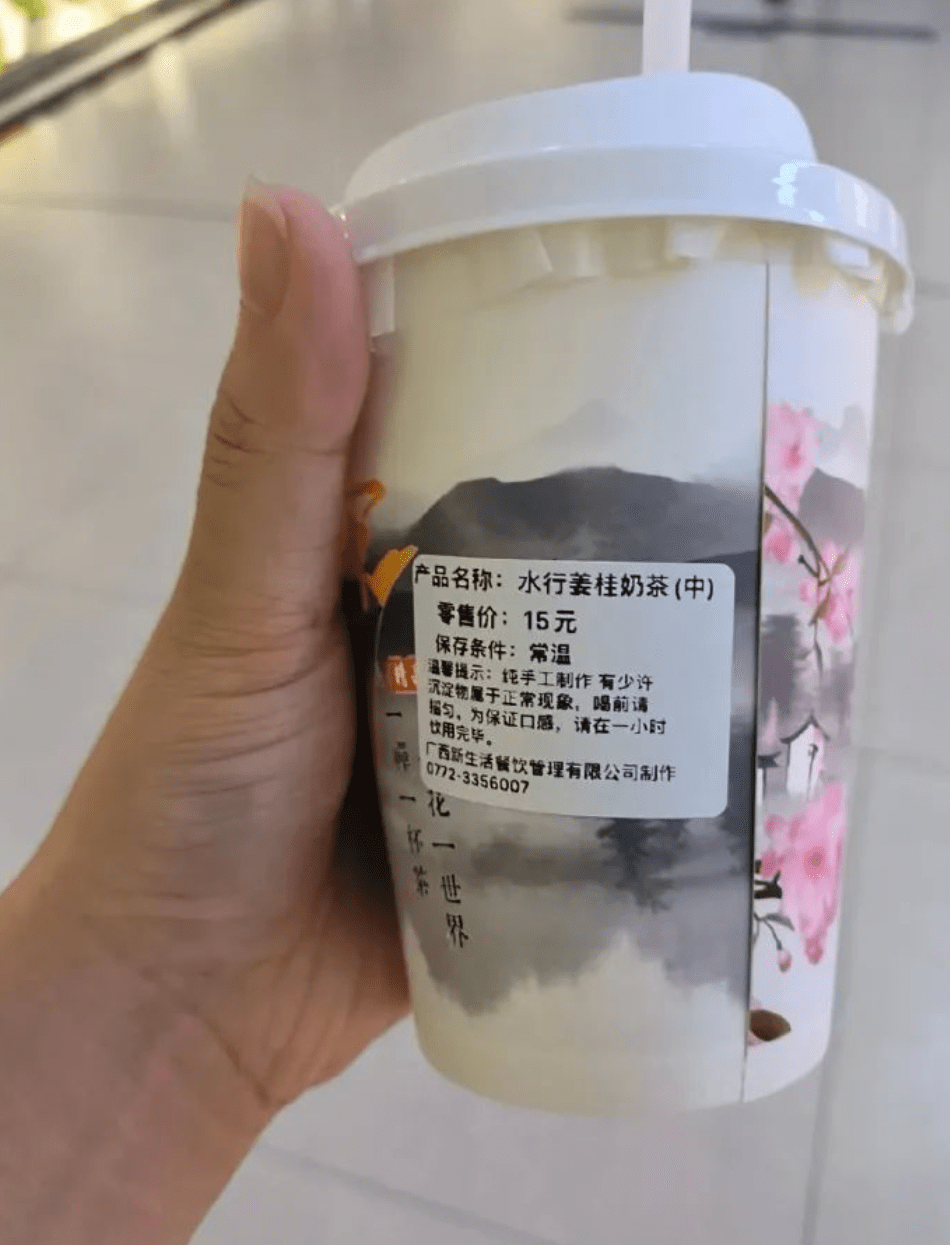 产品名称：水行姜桂奶茶(中)
零售价：15元
保存条件：常温
温馨提示：纯手工制作 有少许
沉淀物属于正常现象，喝前请
摇匀。为保证口感，请在一小时
饮用完毕。
广西新生活餐饮管理有限公司制作
0772-3356007
花一世界
一杯茶